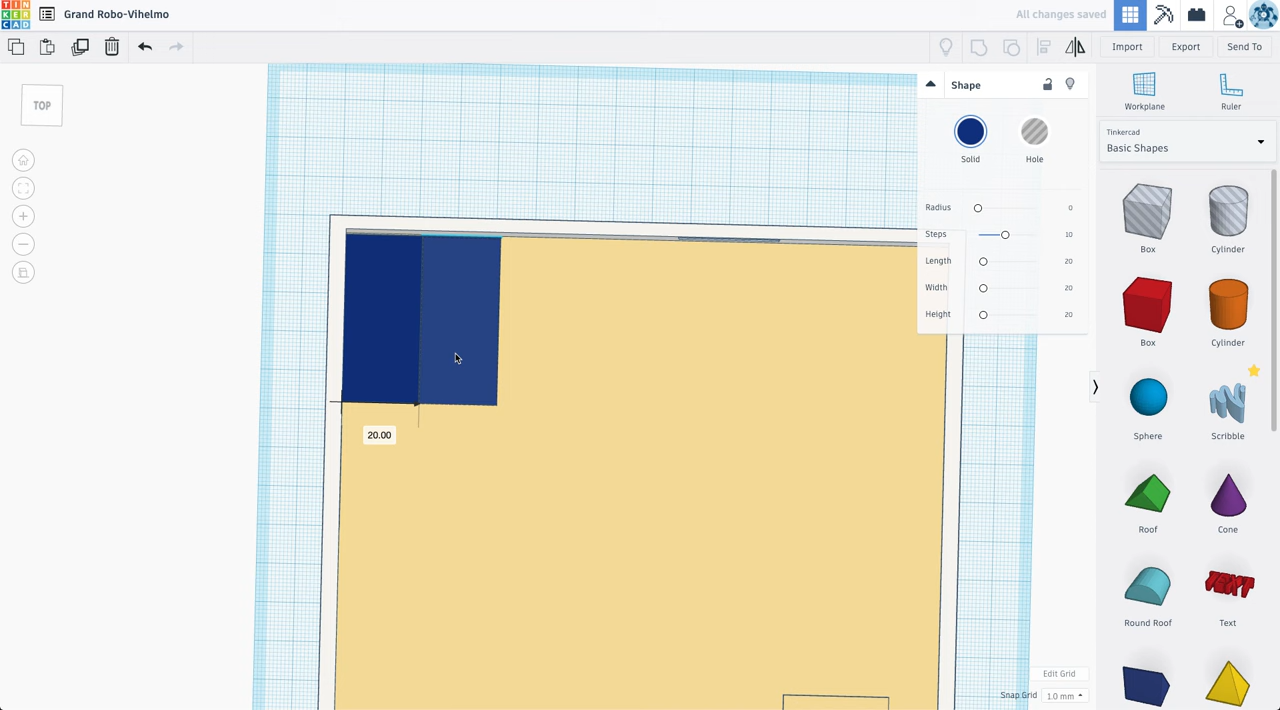 TIN
KER
CAD
Grand Robo-Vihelmo
All changes saved
Import
Export
Send To
TOP
Shape
Solid
Hole
Radius 0
Steps 10
Length 20
Width 20
Height 20
20.00
Workplane
Ruler
Tinkercad
Basic Shapes
Box
Cylinder
Box
Cylinder
Sphere
Scribble
Roof
Cone
Round Roof
TEXT
Text
Edit Grid
Snap Grid 1.0 mm